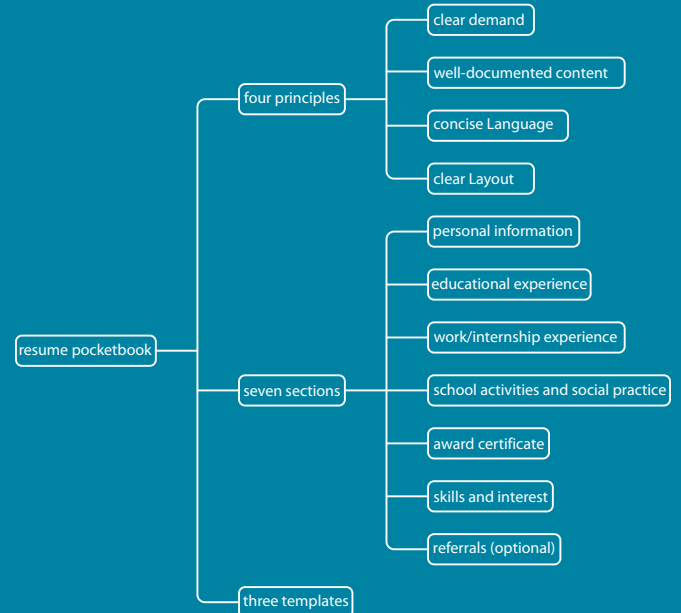 resume pocketbook
four principles
clear demand
well-documented content
concise Language
clear Layout
seven sections
personal information
educational experience
work/internship experience
school activities and social practice
award certificate
skills and interest
referrals (optional)
three templates